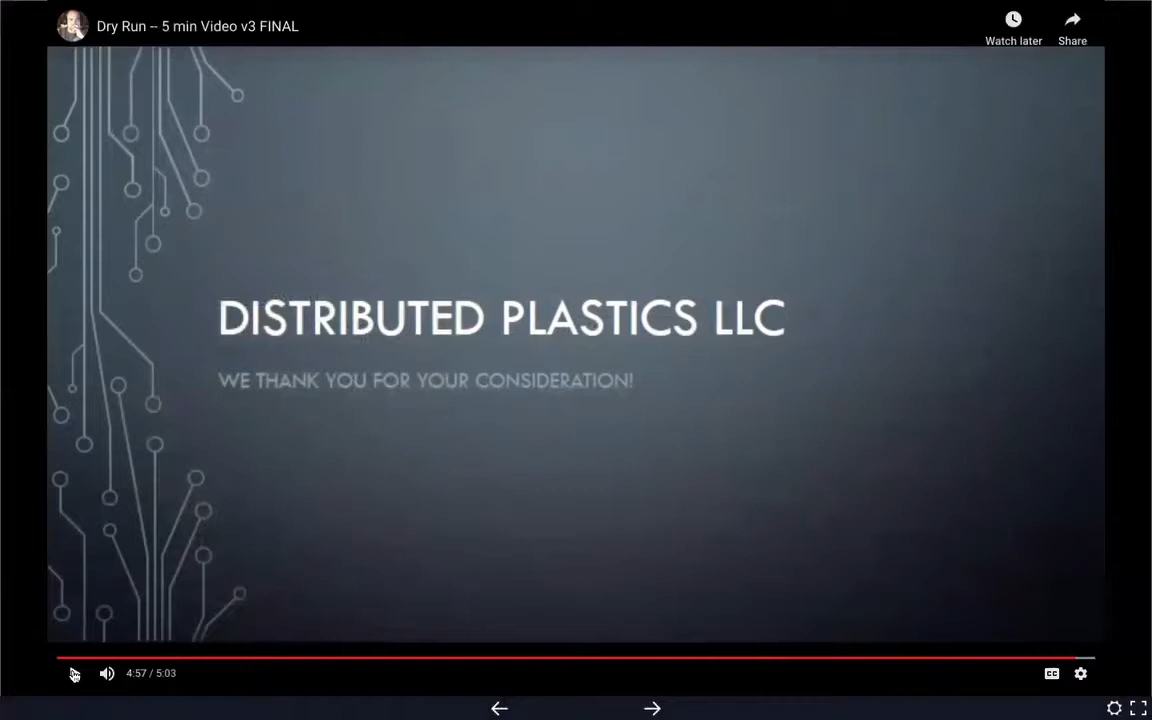 Dry Run -- 5 min Video v3 FINAL
Watch later
Share
DISTRIBUTED PLASTICS LLC
WE THANK YOU FOR YOUR CONSIDERATION!
4:57 / 5:03
CC